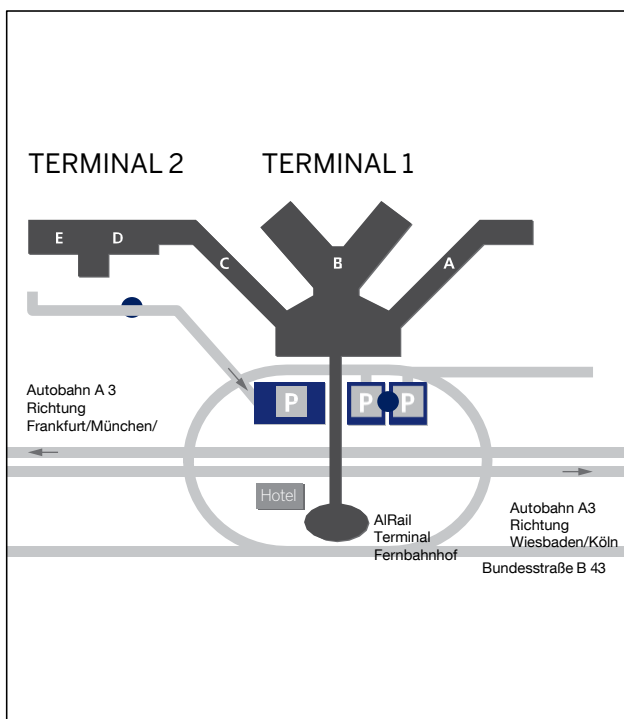 TERMINAL 2
TERMINAL 1
E
D
C
B
A
Autobahn A 3
Richtung
Frankfurt/München/
P
P
P
Hotel
AIRail
Terminal
Fernbahnhof
Autobahn A3
Richtung
Wiesbaden/Köln
Bundesstraße B 43